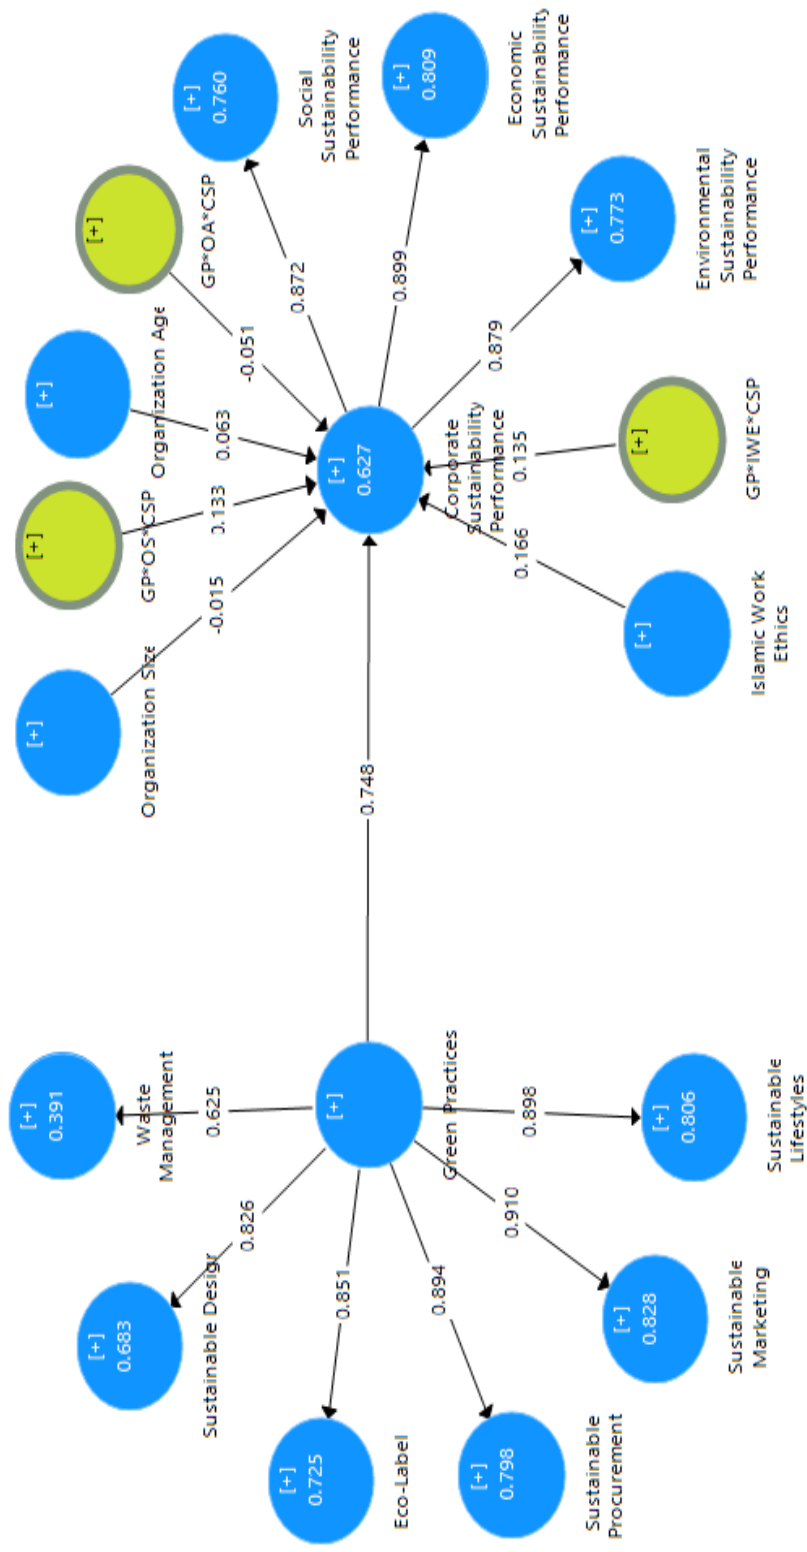 [+]
0.391
Waste
Management
0.625
[+]
0.683
Sustainable Design
0.826
[+]
0.725
Eco-Label
0.851
[+]
0.798
Sustainable
Procurement
0.894
[+]
0.828
Sustainable
Marketing
0.910
[+]
0.806
Sustainable
Lifestyles
0.898
[+]
Green Practices
0.748
[+]
Organization Size
-0.015
[+]
GP*OS*CSP
0.133
[+]
Organization Age
0.063
[+]
GP*OA*CSP
-0.051
[+]
0.627
Corporate
Sustainability
Performance
[+]
0.760
Social
Sustainability
Performance
0.872
[+]
0.809
Economic
Sustainability
Performance
0.899
[+]
0.773
Environmental
Sustainability
Performance
0.879
[+]
Islamic Work
Ethics
0.166
[+]
GP*IWE*CSP
0.135